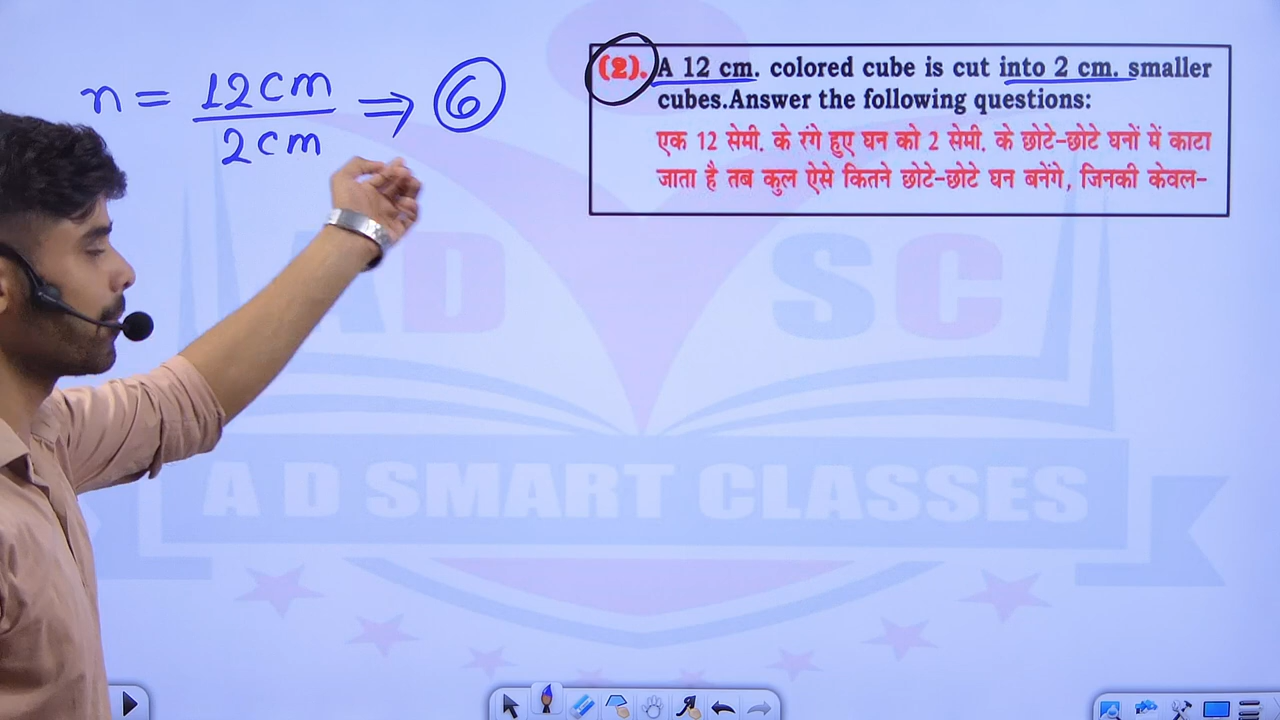 n = 12cm / 2cm ⇒ 6
(2). A 12 cm. colored cube is cut into 2 cm. smaller
cubes.Answer the following questions:
एक 12 सेमी. के रंगे हुए घन को 2 सेमी. के छोटे-छोटे घनों में काटा
जाता है तब कुल ऐसे कितने छोटे-छोटे घन बनेंगे, जिनकी केवल-
ADSC
A D SMART CLASSES